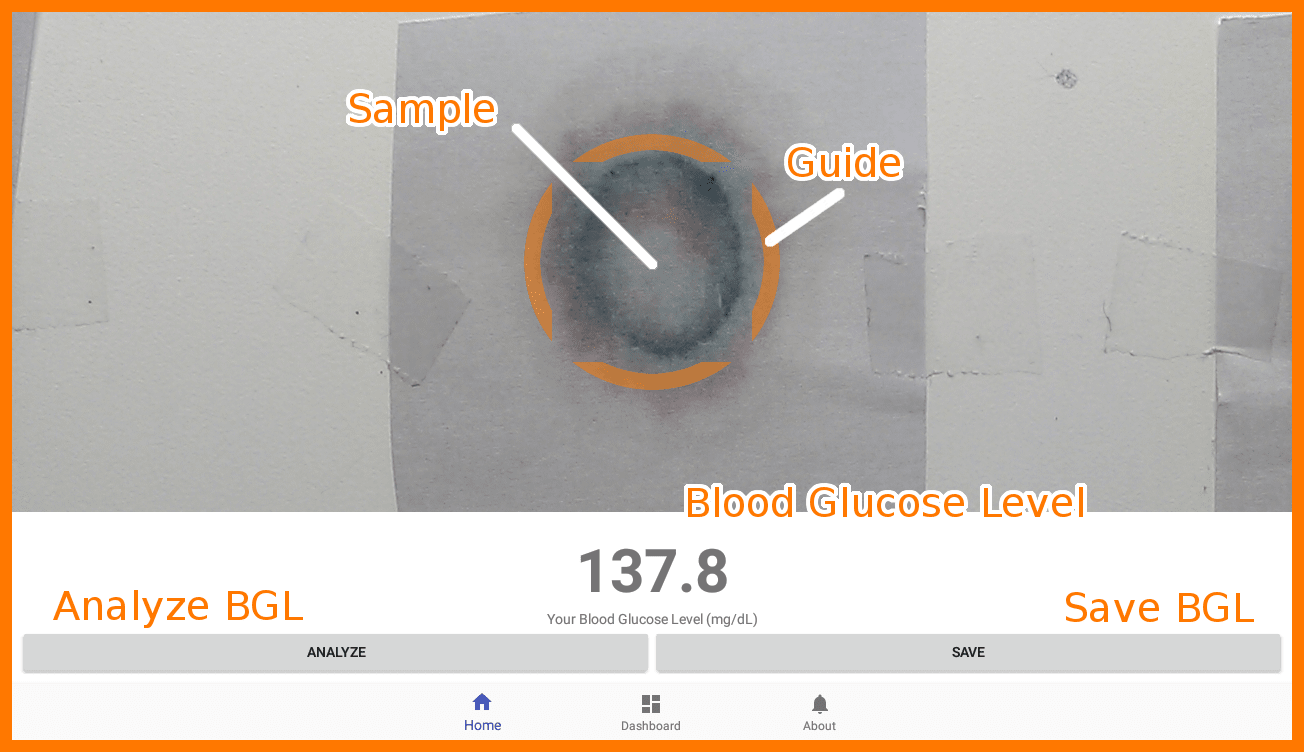 Sample
Guide
Blood Glucose Level
137.8
Analyze BGL
Your Blood Glucose Level (mg/dL)
Save BGL
ANALYZE
SAVE
Home
Dashboard
About